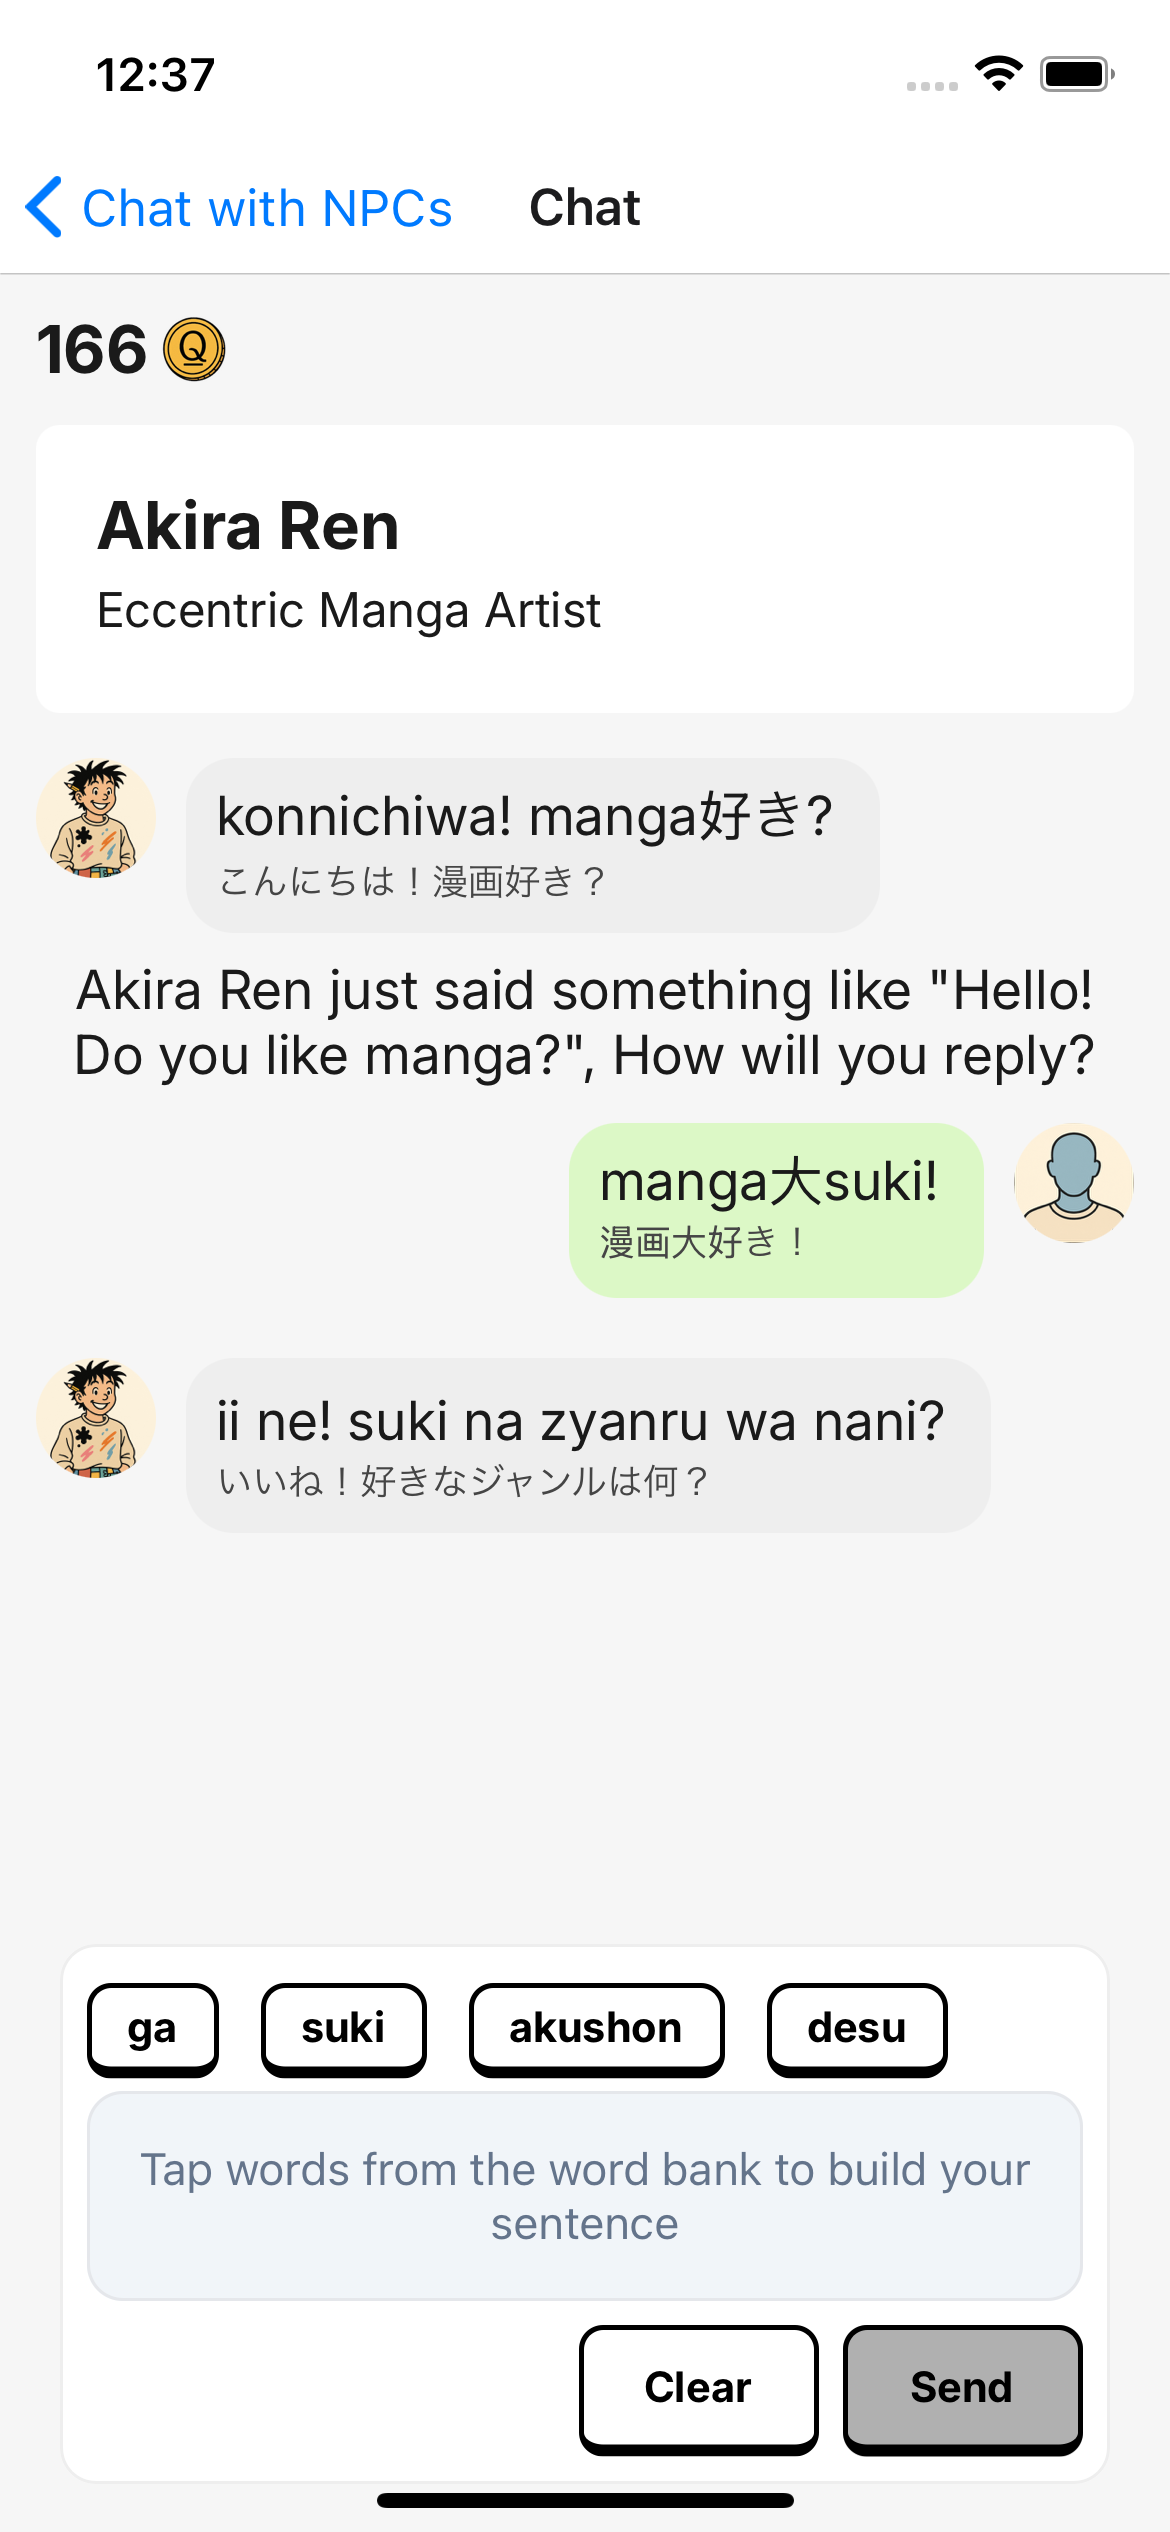 12:37
Chat with NPCs
Chat
166
Q
Akira Ren
Eccentric Manga Artist
konnichiwa! manga好き?
こんにちは！漫画好き？
Akira Ren just said something like "Hello!
Do you like manga?", How will you reply?
manga大suki!
漫画大好き！
ii ne! suki na zyanru wa nani?
いいね！好きなジャンルは何？
ga suki akushon desu
Tap words from the word bank to build your
sentence
Clear Send